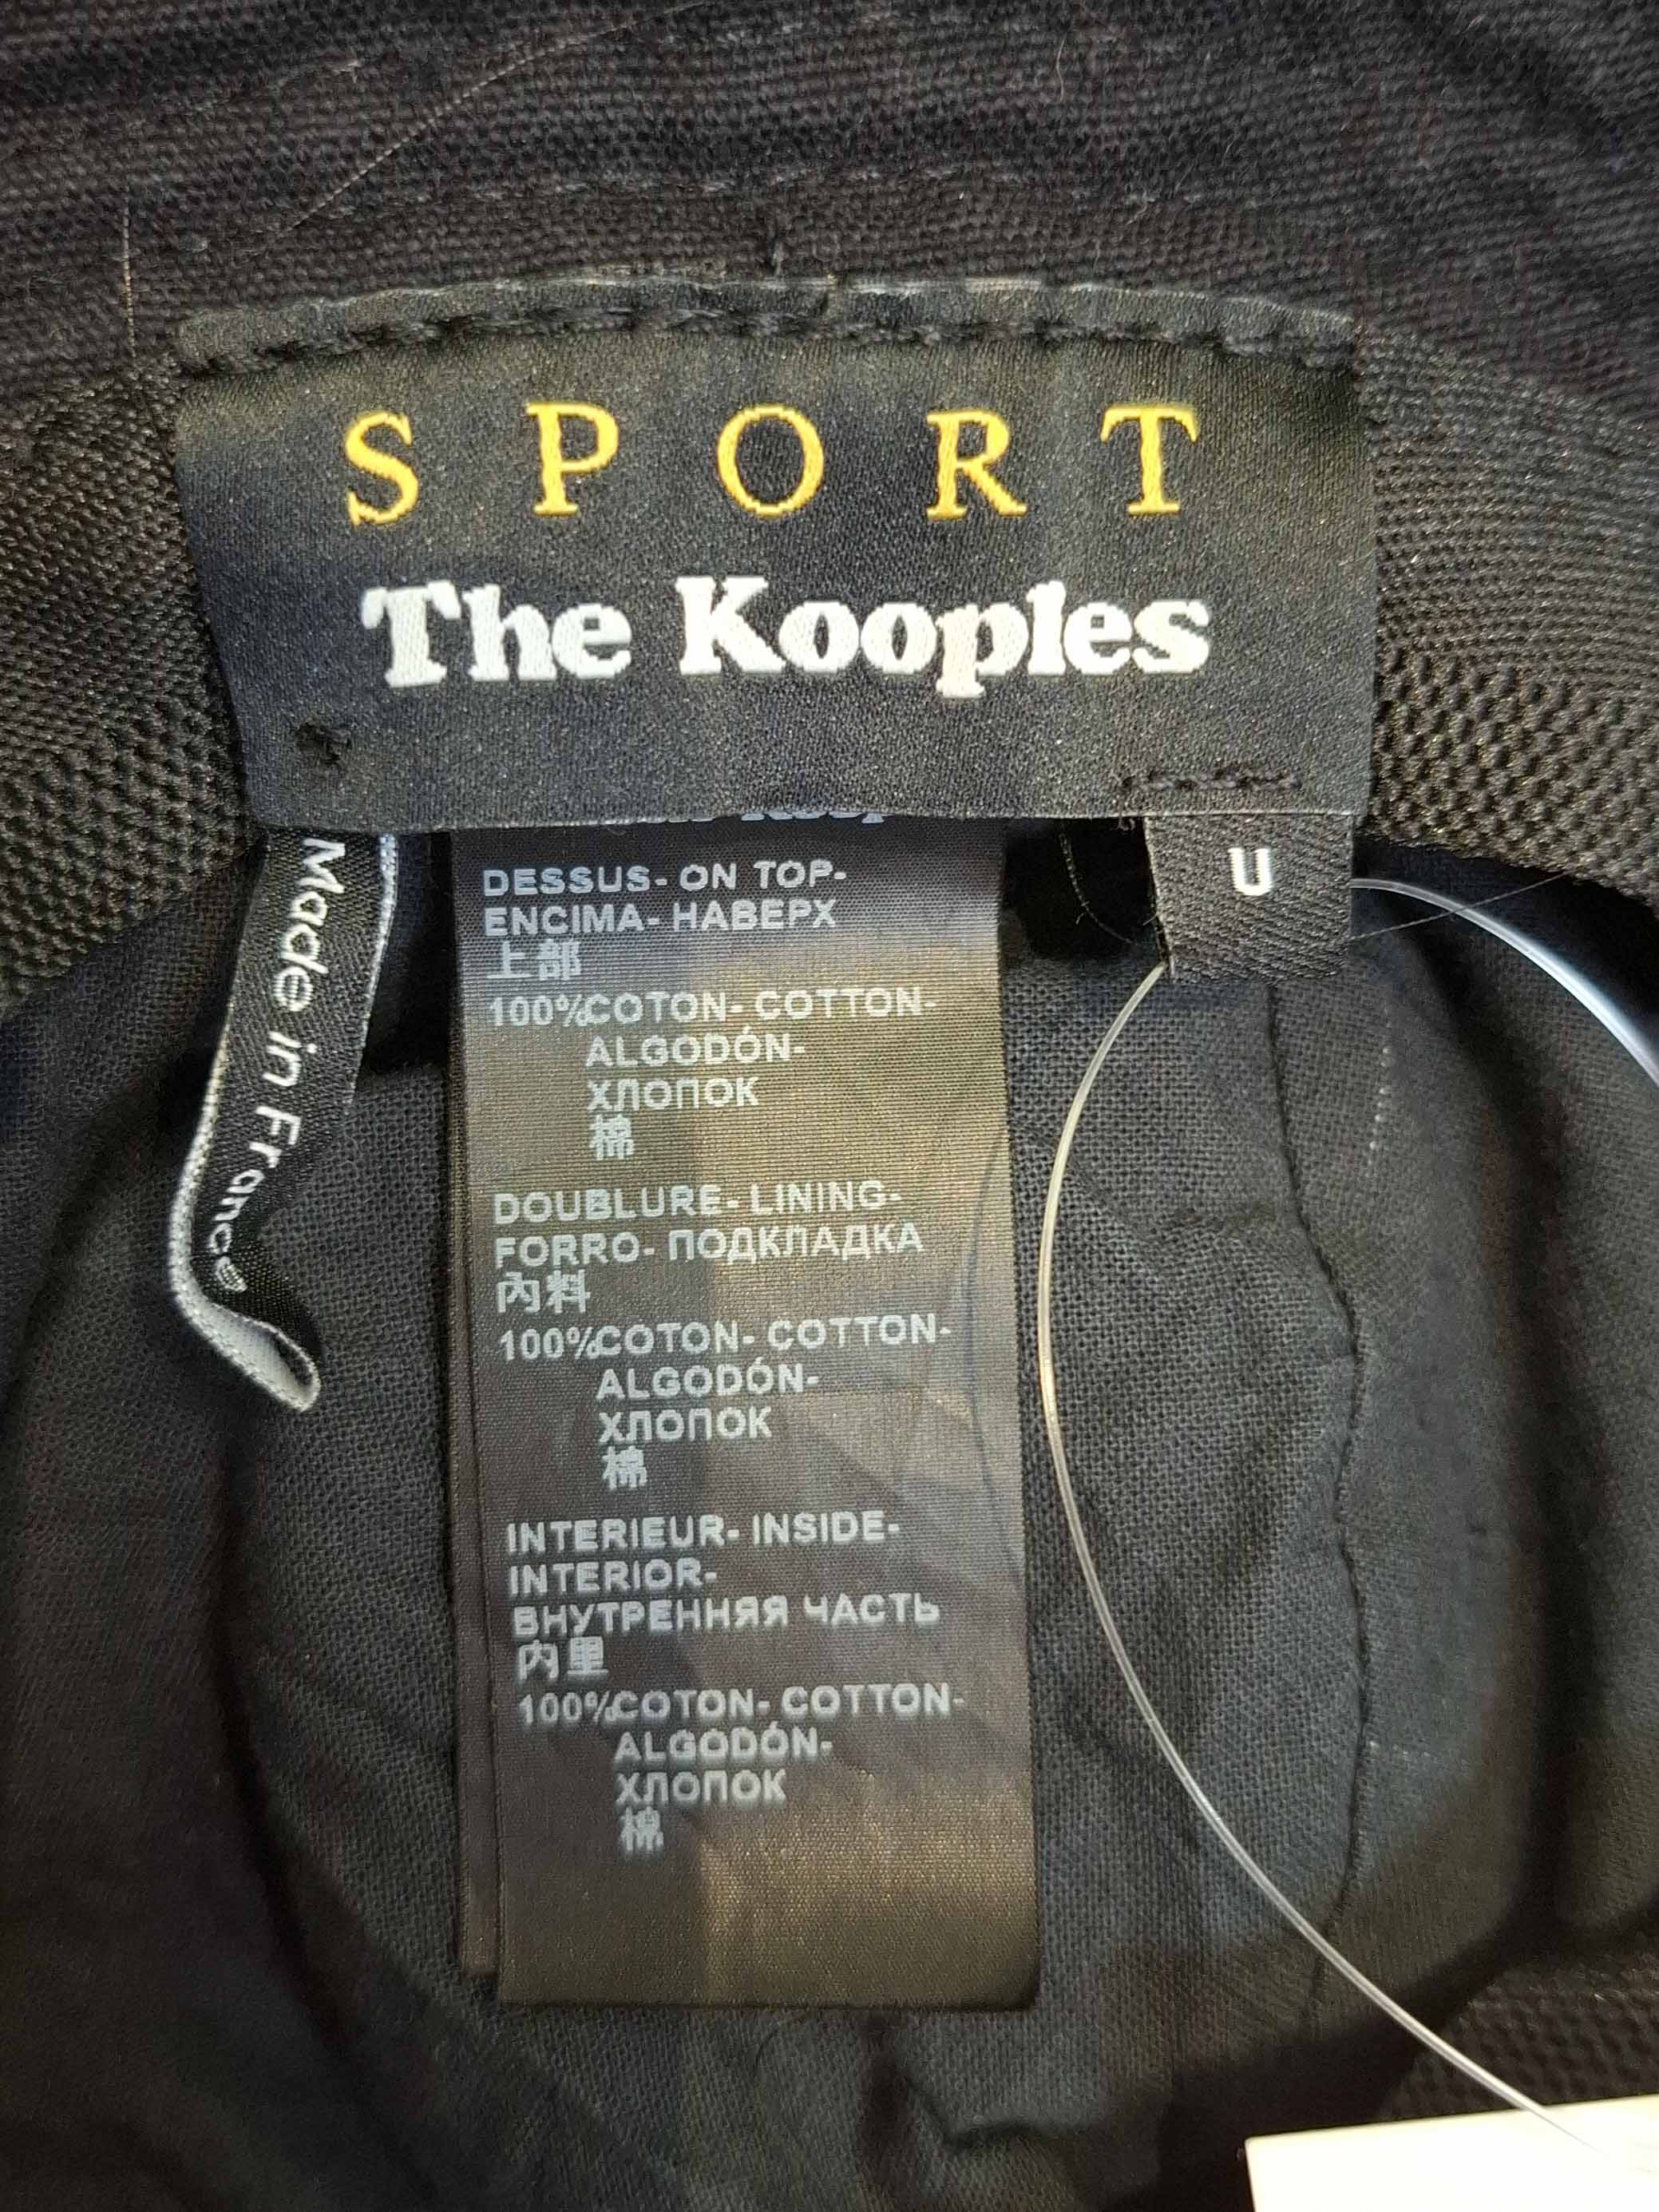 SPORT
The Kooples
U
Made in France
DESSUS- ON TOP-
ENCIMA- НАВЕРХ
上部
100%COTON- COTTON-
ALGODÓN-
ХЛОПОК
棉
DOUBLURE- LINING-
FORRO- ПОДКЛАДКА
內料
100%COTON- COTTON-
ALGODÓN-
ХЛОПОК
棉
INTERIEUR- INSIDE-
INTERIOR-
ВНУТРЕННЯЯ ЧАСТЬ
内里
100%COTON- COTTON-
ALGODÓN-
ХЛОПОК
棉